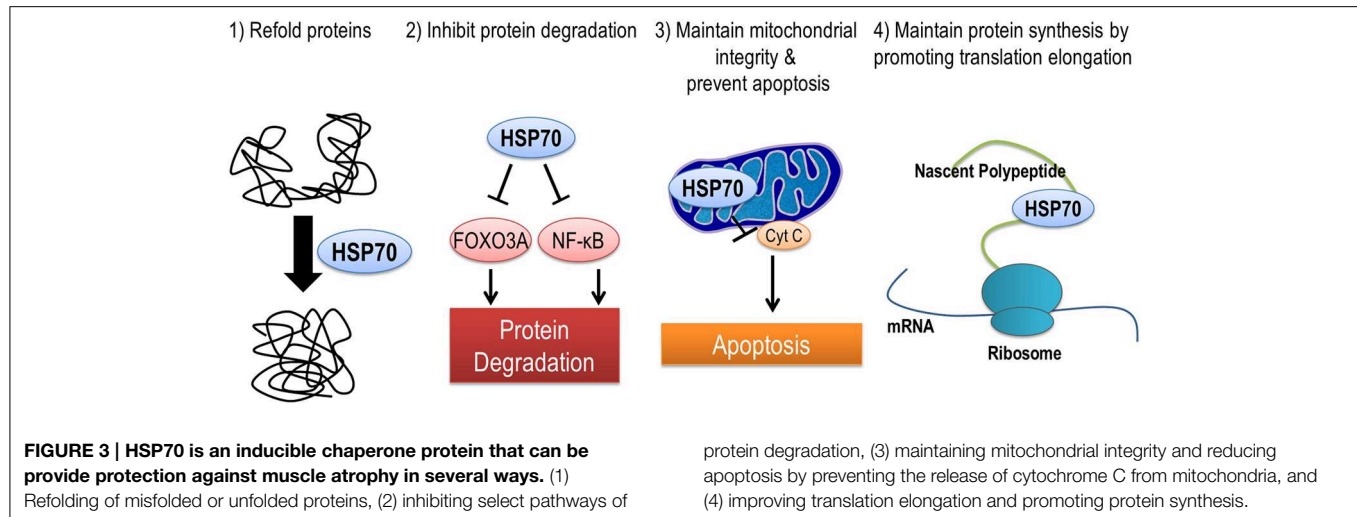 1) Refold proteins
2) Inhibit protein degradation
3) Maintain mitochondrial
integrity &
prevent apoptosis
4) Maintain protein synthesis by
promoting translation elongation
HSP70
HSP70
FOXO3A
NF-κB
Protein
Degradation
HSP70
Cyt C
Apoptosis
Nascent Polypeptide
HSP70
mRNA
Ribosome
FIGURE 3 | HSP70 is an inducible chaperone protein that can be
provide protection against muscle atrophy in several ways. (1)
Refolding of misfolded or unfolded proteins, (2) inhibiting select pathways of
protein degradation, (3) maintaining mitochondrial integrity and reducing
apoptosis by preventing the release of cytochrome C from mitochondria, and
(4) improving translation elongation and promoting protein synthesis.